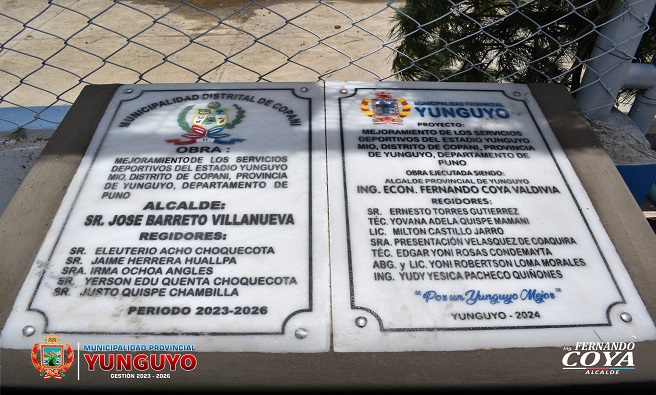 MUNICIPALIDAD DISTRITAL DE COPANI
YUNGUYO
OBRA:
MEJORAMIENTO DE LOS SERVICIOS
DEPORTIVOS DEL ESTADIO YUNGUYO
MIO, DISTRITO DE COPANI, PROVINCIA
DE YUNGUYO, DEPARTAMENTO DE
PUNO
ALCALDE:
SR. JOSE BARRETO VILLANUEVA
REGIDORES:
SR. ELEUTERIO ACHO CHOQUECOTA
SR. JAIME HERRERA HUALLPA
SRA. IRMA OCHOA ANGLES
SR. YERSON EDU QUENTA CHOQUECOTA
SR. JUSTO QUISPE CHAMBILLA
PERIODO 2023-2026
MUNICIPALIDAD PROVINCIAL
YUNGUYO
PROYECTO:
MEJORAMIENTO DE LOS SERVICIOS
DEPORTIVOS DEL ESTADIO YUNGUYO
MIO, DISTRITO DE COPANI, PROVINCIA
DE YUNGUYO, DEPARTAMENTO DE
PUNO
OBRA EJECUTADA SIENDO:
ALCALDE PROVINCIAL DE YUNGUYO
ING. ECON. FERNANDO COYA VALDIVIA
REGIDORES:
SR. ERNESTO TORRES GUTIERREZ
TÉC. YOVANA ADELA QUISPE MAMANI
LIC. MILTON CASTILLO JARRO
SRA. PRESENTACIÓN VELASQUEZ DE COAQUIRA
TÉC. EDGAR YONI ROSAS CONDEMAYTA
ABG. y LIC. YONI ROBERTSON LOMA MORALES
ING. YUDY YESICA PACHECO QUIÑONES
"Por un Yunguyo Mejor"
YUNGUYO - 2024
MUNICIPALIDAD PROVINCIAL
YUNGUYO
GESTIÓN 2023 - 2026
Ing. FERNANDO
COYA
ALCALDE